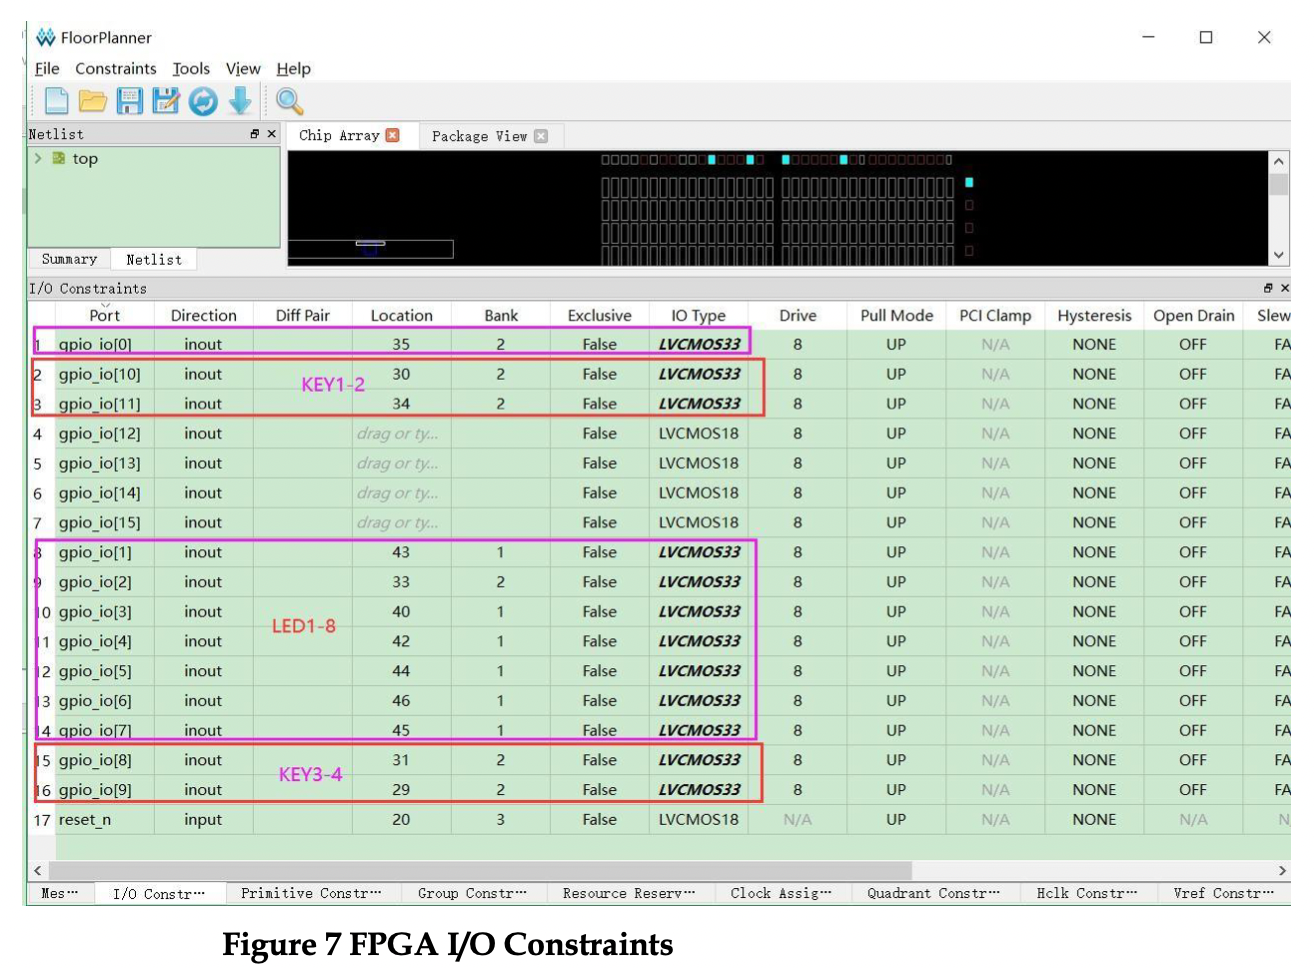 FloorPlanner
File Constraints Tools View Help
Netlist
Chip Array Package View
top
Summary Netlist
I/O Constraints
Port Direction Diff Pair Location Bank Exclusive IO Type Drive Pull Mode PCI Clamp Hysteresis Open Drain Slew
1 gpio_io[0] inout 35 2 False LVCMOS33 8 UP N/A NONE OFF FA
2 gpio_io[10] inout 30 2 False LVCMOS33 8 UP N/A NONE OFF FA
KEY1-2
3 gpio_io[11] inout 34 2 False LVCMOS33 8 UP N/A NONE OFF FA
4 gpio_io[12] inout drag or ty... False LVCMOS18 8 UP N/A NONE OFF FA
5 gpio_io[13] inout drag or ty... False LVCMOS18 8 UP N/A NONE OFF FA
6 gpio_io[14] inout drag or ty... False LVCMOS18 8 UP N/A NONE OFF FA
7 gpio_io[15] inout drag or ty... False LVCMOS18 8 UP N/A NONE OFF FA
8 gpio_io[1] inout 43 1 False LVCMOS33 8 UP N/A NONE OFF FA
9 gpio_io[2] inout 33 2 False LVCMOS33 8 UP N/A NONE OFF FA
10 gpio_io[3] inout 40 1 False LVCMOS33 8 UP N/A NONE OFF FA
LED1-8
11 gpio_io[4] inout 42 1 False LVCMOS33 8 UP N/A NONE OFF FA
12 gpio_io[5] inout 44 1 False LVCMOS33 8 UP N/A NONE OFF FA
13 gpio_io[6] inout 46 1 False LVCMOS33 8 UP N/A NONE OFF FA
14 gpio_io[7] inout 45 1 False LVCMOS33 8 UP N/A NONE OFF FA
15 gpio_io[8] inout 31 2 False LVCMOS33 8 UP N/A NONE OFF FA
KEY3-4
16 gpio_io[9] inout 29 2 False LVCMOS33 8 UP N/A NONE OFF FA
17 reset_n input 20 3 False LVCMOS18 N/A UP N/A NONE N/A N
Mes··· I/O Constr··· Primitive Constr··· Group Constr··· Resource Reserv··· Clock Assig··· Quadrant Constr··· Hclk Constr··· Vref Constr···
Figure 7 FPGA I/O Constraints